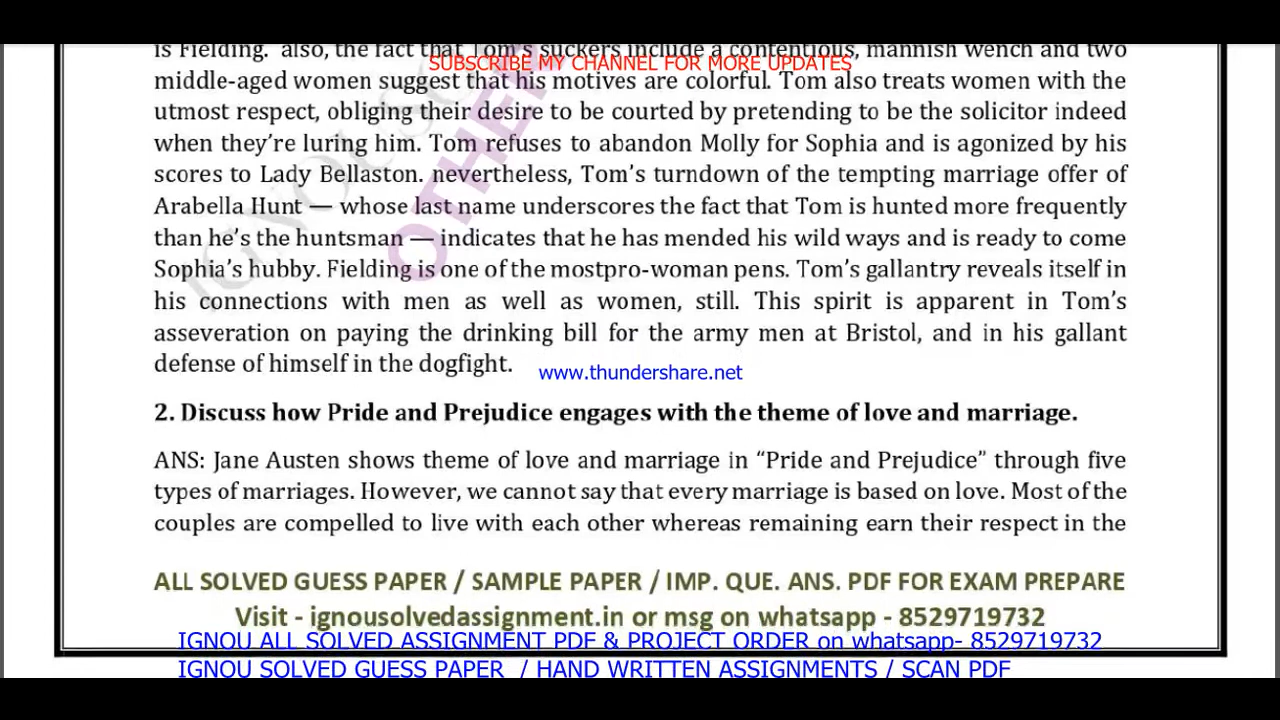 is Fielding. also, the fact that Tom's suckers include a contentious, mannish wench and two
SUBSCRIBE MY CHANNEL FOR MORE UPDATES
middle-aged women suggest that his motives are colorful. Tom also treats women with the
utmost respect, obliging their desire to be courted by pretending to be the solicitor indeed
when they're luring him. Tom refuses to abandon Molly for Sophia and is agonized by his
scores to Lady Bellaston. nevertheless, Tom's turndown of the tempting marriage offer of
Arabella Hunt — whose last name underscores the fact that Tom is hunted more frequently
than he's the huntsman — indicates that he has mended his wild ways and is ready to come
Sophia's hubby. Fielding is one of the mostpro-woman pens. Tom's gallantry reveals itself in
his connections with men as well as women, still. This spirit is apparent in Tom's
asseveration on paying the drinking bill for the army men at Bristol, and in his gallant
defense of himself in the dogfight.
www.thundershare.net
2. Discuss how Pride and Prejudice engages with the theme of love and marriage.
ANS: Jane Austen shows theme of love and marriage in “Pride and Prejudice” through five
types of marriages. However, we cannot say that every marriage is based on love. Most of the
couples are compelled to live with each other whereas remaining earn their respect in the
ALL SOLVED GUESS PAPER / SAMPLE PAPER / IMP. QUE. ANS. PDF FOR EXAM PREPARE
Visit - ignousolvedassignment.in or msg on whatsapp - 8529719732
IGNOU ALL SOLVED ASSIGNMENT PDF & PROJECT ORDER on whatsapp- 8529719732
IGNOU SOLVED GUESS PAPER / HAND WRITTEN ASSIGNMENTS / SCAN PDF